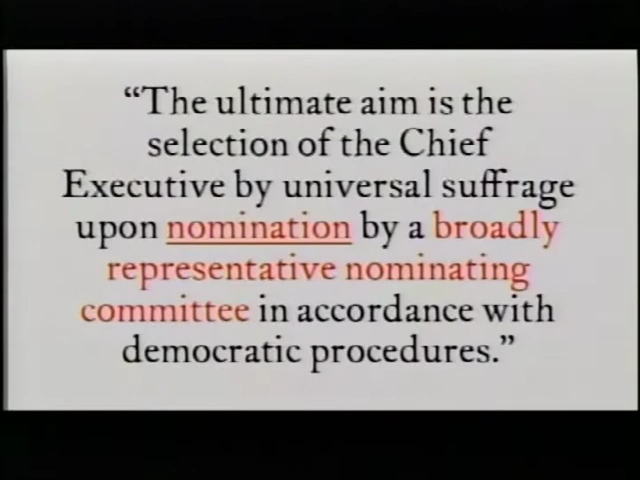 “The ultimate aim is the
selection of the Chief
Executive by universal suffrage
upon nomination by a broadly
representative nominating
committee in accordance with
democratic procedures.”